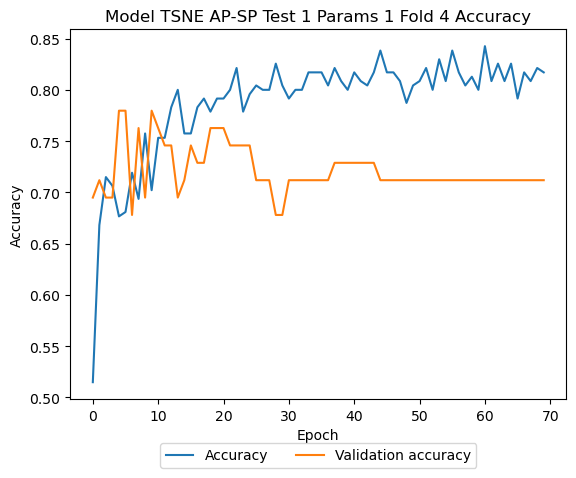 Model TSNE AP-SP Test 1 Params 1 Fold 4 Accuracy
0.85
0.80
0.75
0.70
0.65
0.60
0.55
0.50
Accuracy
0 10 20 30 40 50 60 70
Epoch
Accuracy Validation accuracy